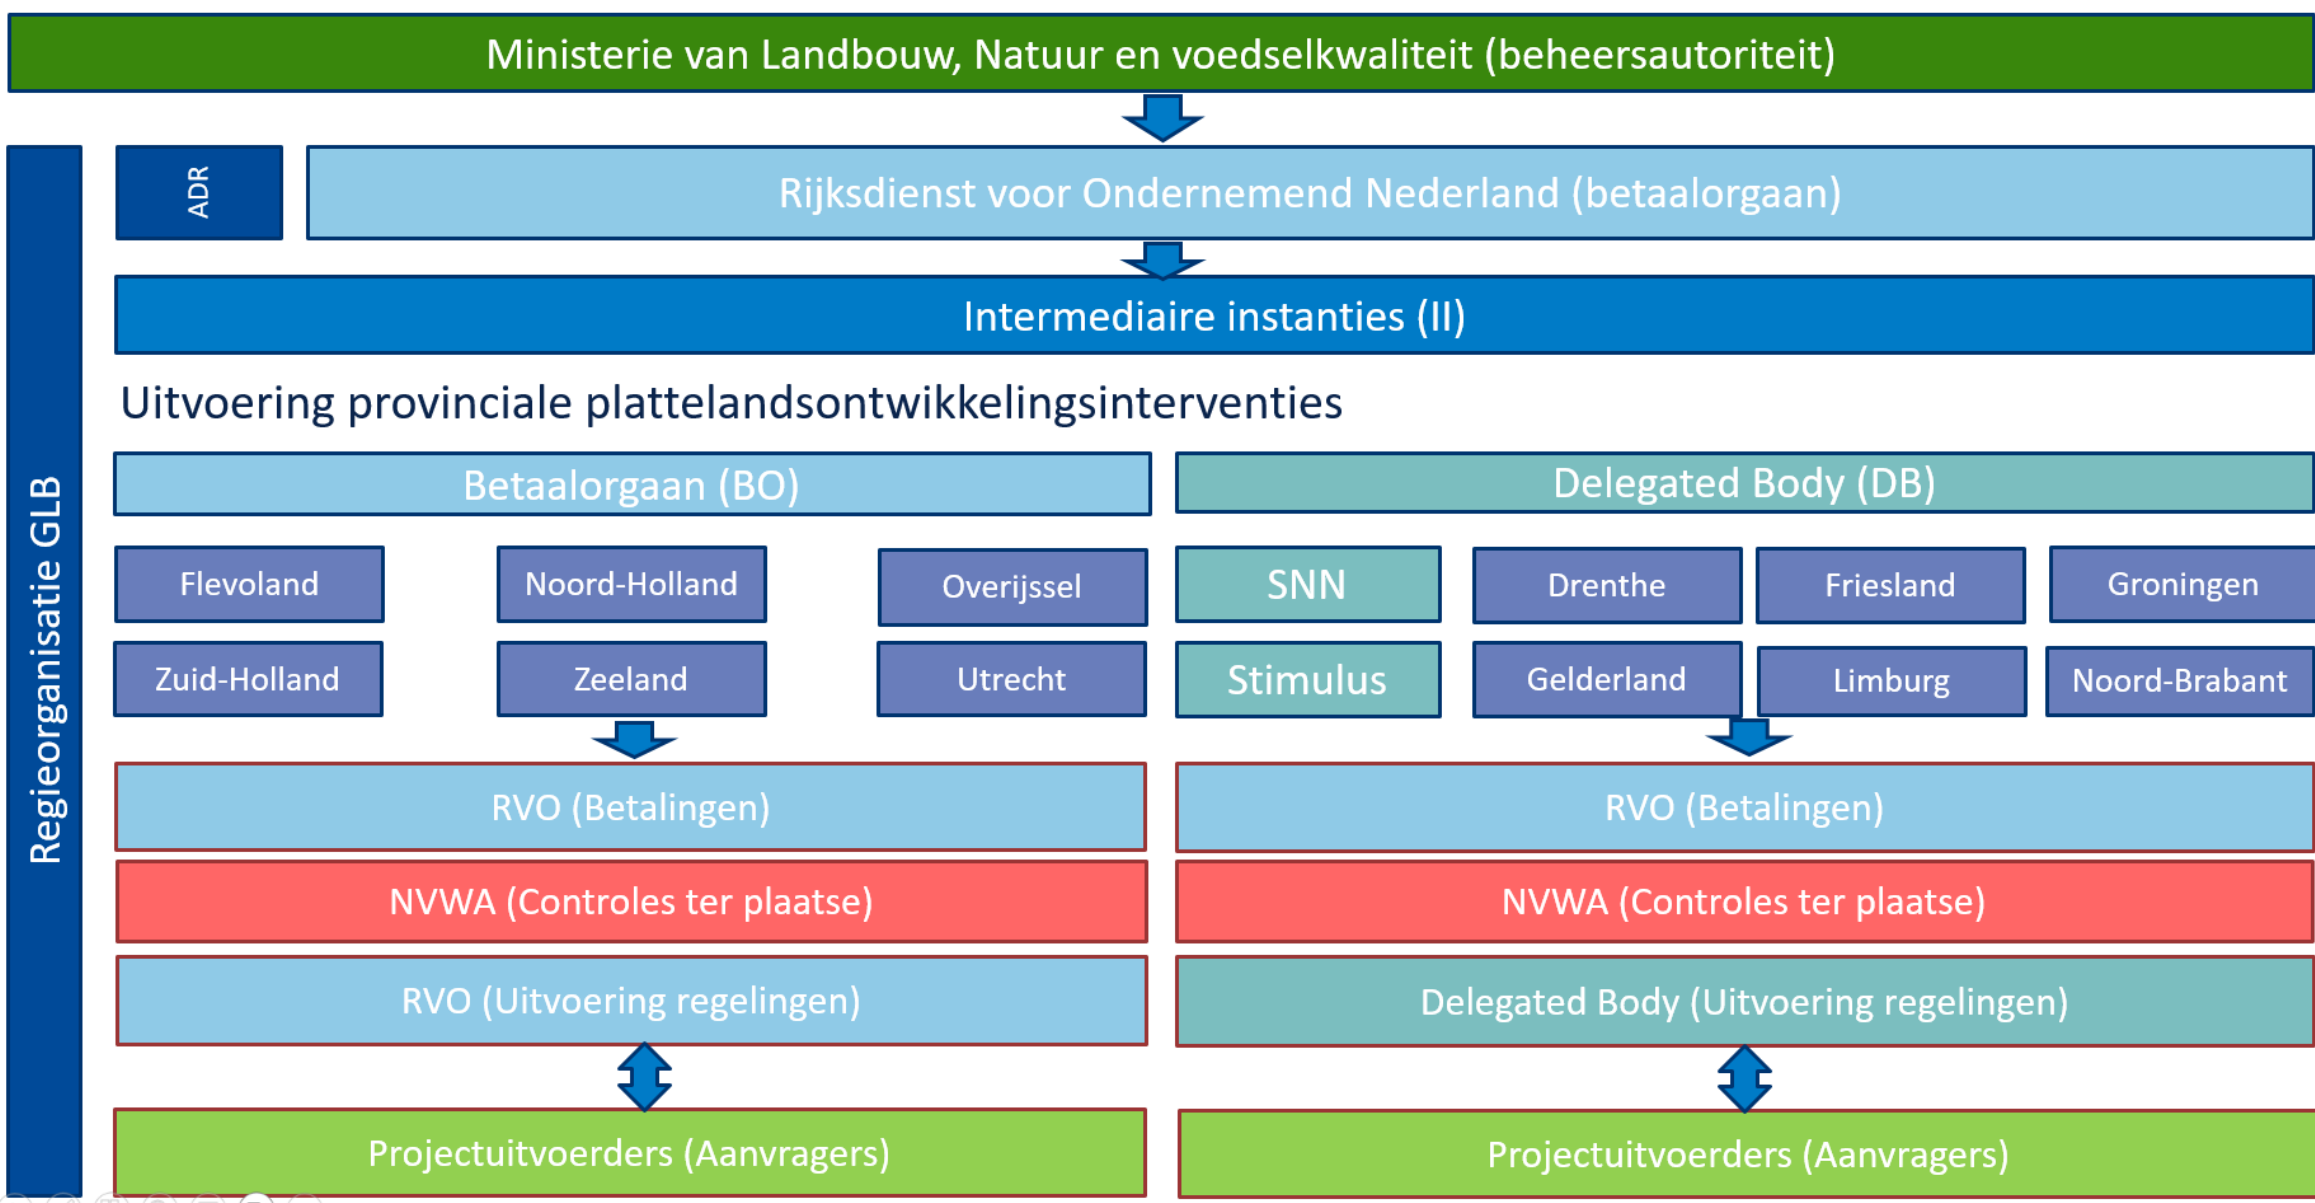 Ministerie van Landbouw, Natuur en voedselkwaliteit (beheersautoriteit)
Regieorganisatie GLB
ADR
Rijksdienst voor Ondernemend Nederland (betaalorgaan)
Intermediaire instanties (II)
Uitvoering provinciale plattelandsontwikkelingsinterventies
Betaalorgaan (BO)
Flevoland
Noord-Holland
Overijssel
Zuid-Holland
Zeeland
Utrecht
RVO (Betalingen)
NVWA (Controles ter plaatse)
RVO (Uitvoering regelingen)
Projectuitvoerders (Aanvragers)
Delegated Body (DB)
SNN
Drenthe
Friesland
Groningen
Stimulus
Gelderland
Limburg
Noord-Brabant
RVO (Betalingen)
NVWA (Controles ter plaatse)
Delegated Body (Uitvoering regelingen)
Projectuitvoerders (Aanvragers)